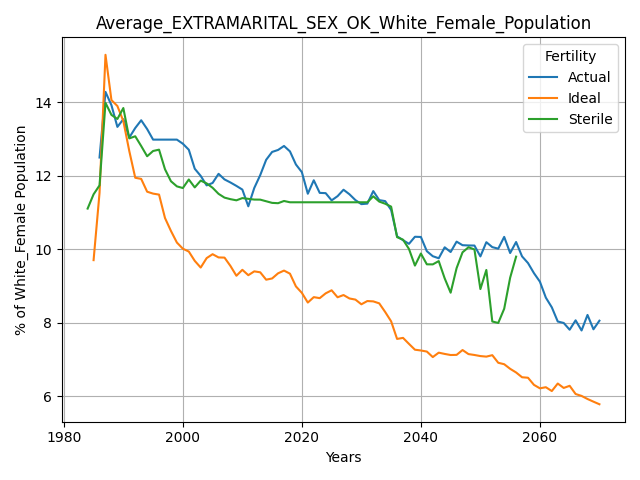 Average_EXTRAMARITAL_SEX_OK_White_Female_Population
Fertility
Actual
Ideal
Sterile
% of White_Female Population
14
12
10
8
6
1980
2000
2020
2040
2060
Years